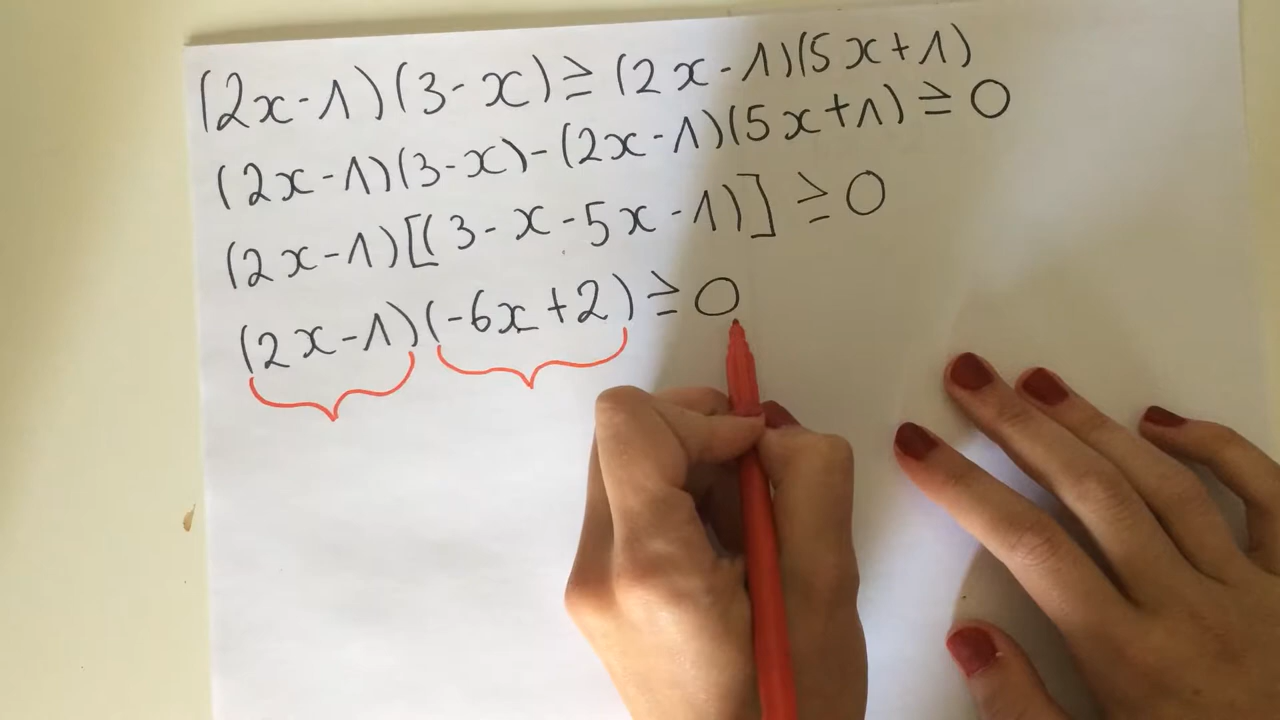 (2x-1)(3-x)≥(2x-1)(5x+1)
(2x-1)(3-x)-(2x-1)(5x+1)≥0
(2x-1)[(3-x-5x-1)]≥0
(2x-1)(-6x+2)≥0